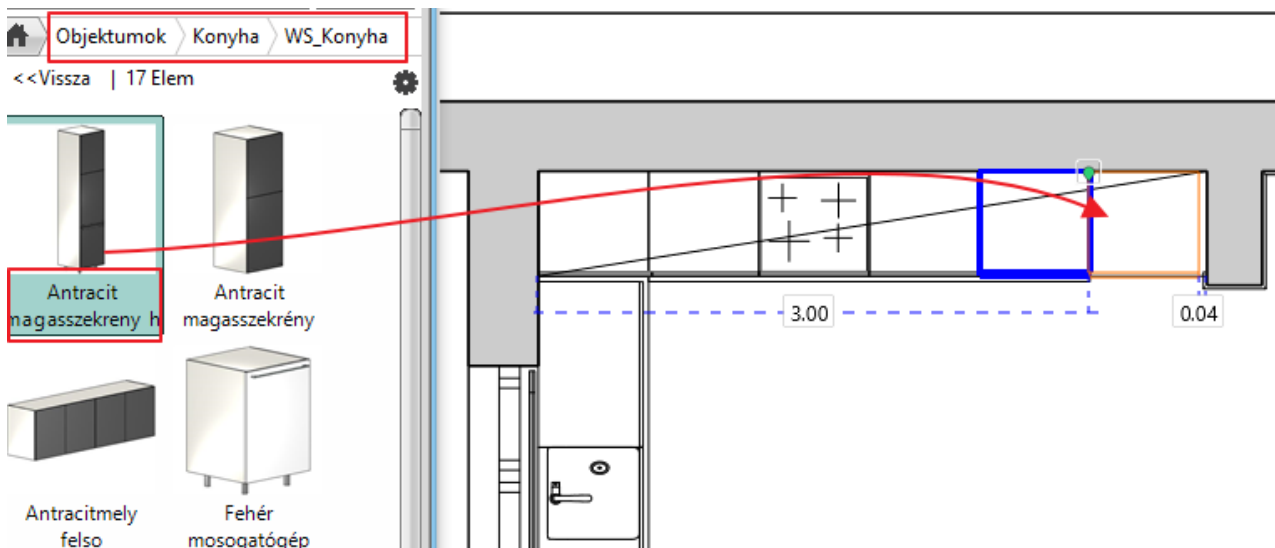 Objektumok Konyha WS_Konyha
<<Vissza | 17 Elem
Antracit
magasszekreny h
Antracit
magasszekrény
Antracitmely
felso
Fehér
mosogatógép
3.00
0.04